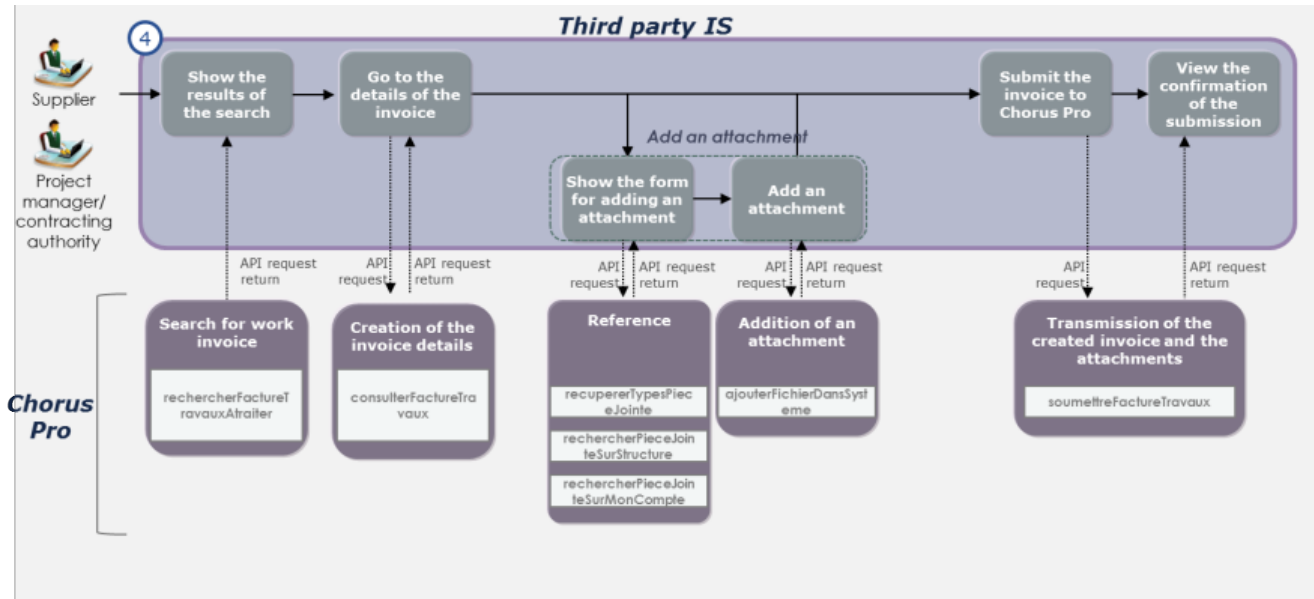 Third party IS
4
Supplier
Project
manager/
contracting
authority
Show the
results of
the search
Go to the
details of the
invoice
Submit the
invoice to
Chorus Pro
View the
confirmation
of the
submission
Add an attachment
Show the form
for adding an
attachment
Add an
attachment
API request
return
API
request
API request
return
API
request
API request
return
API
request
API request
return
API
request
API request
return
Chorus
Pro
Search for work
invoice
rechercherFactureT
ravauxAtraiter
Creation of the
invoice details
consulterFactureTra
vaux
Reference
recupererTypesPiec
eJointe
rechercherPieceJoin
teSurStructure
rechercherPieceJoin
teSurMonCompte
Addition of an
attachment
ajouterFichierDansSyst
eme
Transmission of the
created invoice and the
attachments
soumettreFactureTravaux